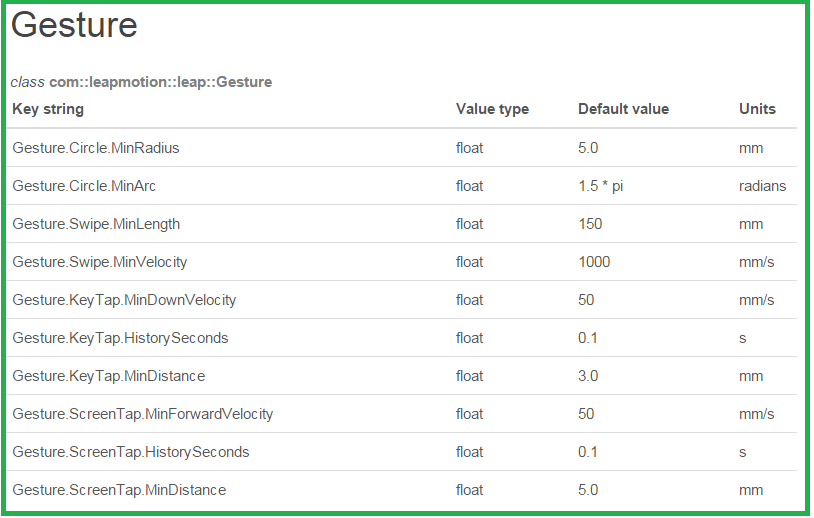 Gesture
class com::leapmotion::leap::Gesture
Key string Value type Default value Units
Gesture.Circle.MinRadius float 5.0 mm
Gesture.Circle.MinArc float 1.5 * pi radians
Gesture.Swipe.MinLength float 150 mm
Gesture.Swipe.MinVelocity float 1000 mm/s
Gesture.KeyTap.MinDownVelocity float 50 mm/s
Gesture.KeyTap.HistorySeconds float 0.1 s
Gesture.KeyTap.MinDistance float 3.0 mm
Gesture.ScreenTap.MinForwardVelocity float 50 mm/s
Gesture.ScreenTap.HistorySeconds float 0.1 s
Gesture.ScreenTap.MinDistance float 5.0 mm